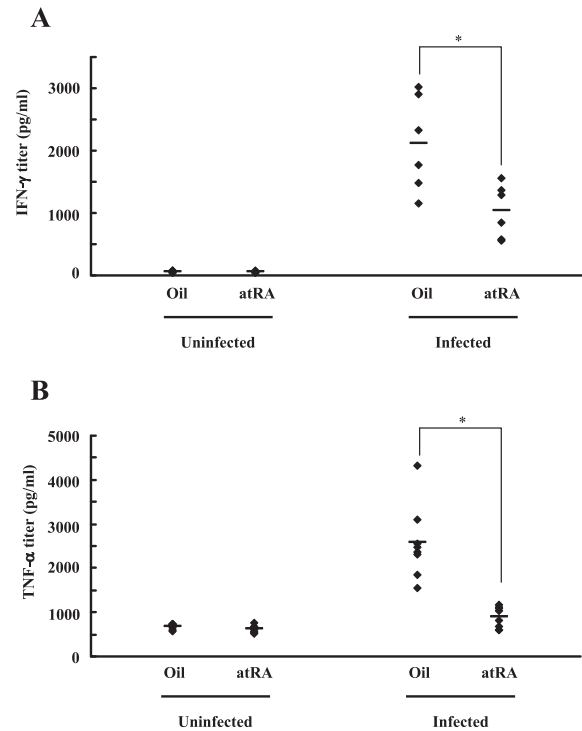 A
*
IFN-γ titer (pg/ml)
3000
2000
1000
0
Oil atRA Oil atRA
Uninfected Infected
B
*
TNF-α titer (pg/ml)
5000
4000
3000
2000
1000
0
Oil atRA Oil atRA
Uninfected Infected